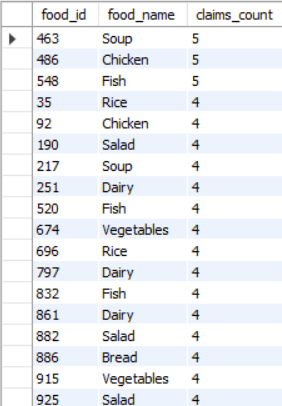 food_id food_name claims_count
463 Soup 5
486 Chicken 5
548 Fish 5
35 Rice 4
92 Chicken 4
190 Salad 4
217 Soup 4
251 Dairy 4
520 Fish 4
674 Vegetables 4
696 Rice 4
797 Dairy 4
832 Fish 4
861 Dairy 4
882 Salad 4
886 Bread 4
915 Vegetables 4
925 Salad 4